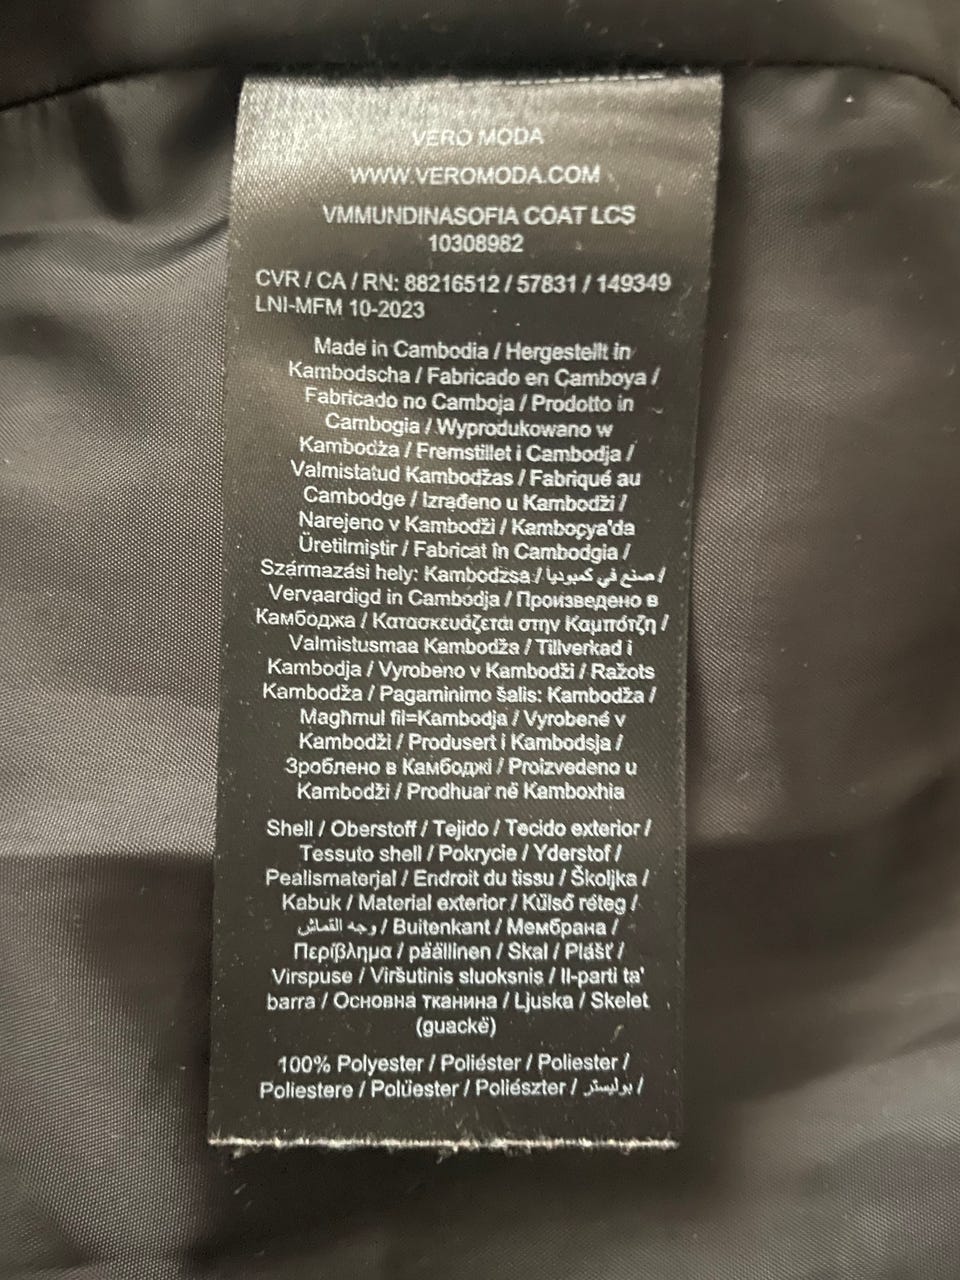 VERO MODA
WWW.VEROMODA.COM
VMMUNDINASOFIA COAT LCS
10308982
CVR / CA / RN: 88216512 / 57831 / 149349
LNI-MFM 10-2023
Made in Cambodia / Hergestellt in
Kambodscha / Fabricado en Camboya /
Fabricado no Camboja / Prodotto in
Cambogia / Wyprodukowano w
Kambodża / Fremstillet i Cambodja /
Valmistatud Kambodžas / Fabriqué au
Cambodge / Izrađeno u Kambodži /
Narejeno v Kambodži / Kamboçya'da
Üretilmiştir / Fabricat în Cambodgia /
Származási hely: Kambodzsa / صنع في كمبوديا /
Vervaardigd in Cambodja / Произведено в
Камбоджа / Κατασκευάζεται στην Καμπότζη /
Valmistusmaa Kambodža / Tillverkad i
Kambodja / Vyrobeno v Kambodži / Ražots
Kambodža / Pagaminimo šalis: Kambodža /
Magħmul fil=Kambodja / Vyrobené v
Kambodži / Produsert i Kambodsja /
Зроблено в Камбоджі / Proizvedeno u
Kambodži / Prodhuar në Kamboxhia
Shell / Oberstoff / Tejido / Tecido exterior /
Tessuto shell / Pokrycie / Yderstof /
Pealismaterjal / Endroit du tissu / Školjka /
Kabuk / Material exterior / Külső réteg /
وجه القماش / Buitenkant / Мембрана /
Περίβλημα / päällinen / Skal / Plášť /
Virspuse / Viršutinis sluoksnis / Il-parti ta'
barra / Основна тканина / Ljuska / Skelet
(guackë)
100% Polyester / Poliéster / Poliester /
Poliestere / Polüester / Poliészter / بوليستر /